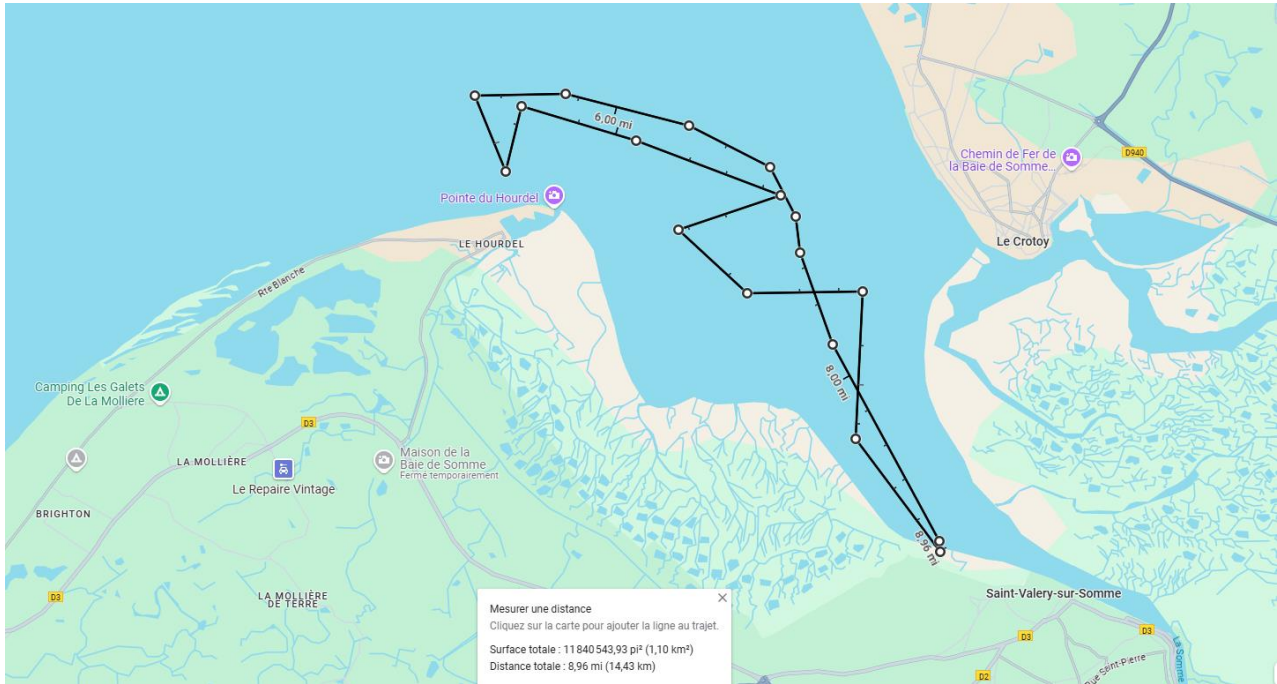 6,00 mi
D940
Chemin de Fer de
la Baie de Somme...
Pointe du Hourdel
LE HOURDEL
Le Crotoy
Rte Blanche
8,00 mi
Camping Les Galets
De La Mollière
D3
LA MOLLIÈRE
Maison de la
Baie de Somme
Fermé temporairement
Le Repaire Vintage
BRIGHTON
8,96 mi
D3
LA MOLLIÈRE
DE TERRE
Saint-Valery-sur-Somme
Mesurer une distance
Cliquez sur la carte pour ajouter la ligne au trajet.
Surface totale : 11 840 543,93 pi² (1,10 km²)
Distance totale : 8,96 mi (14,43 km)
D3
D3
La Somme
Rue Saint-Pierre
D2